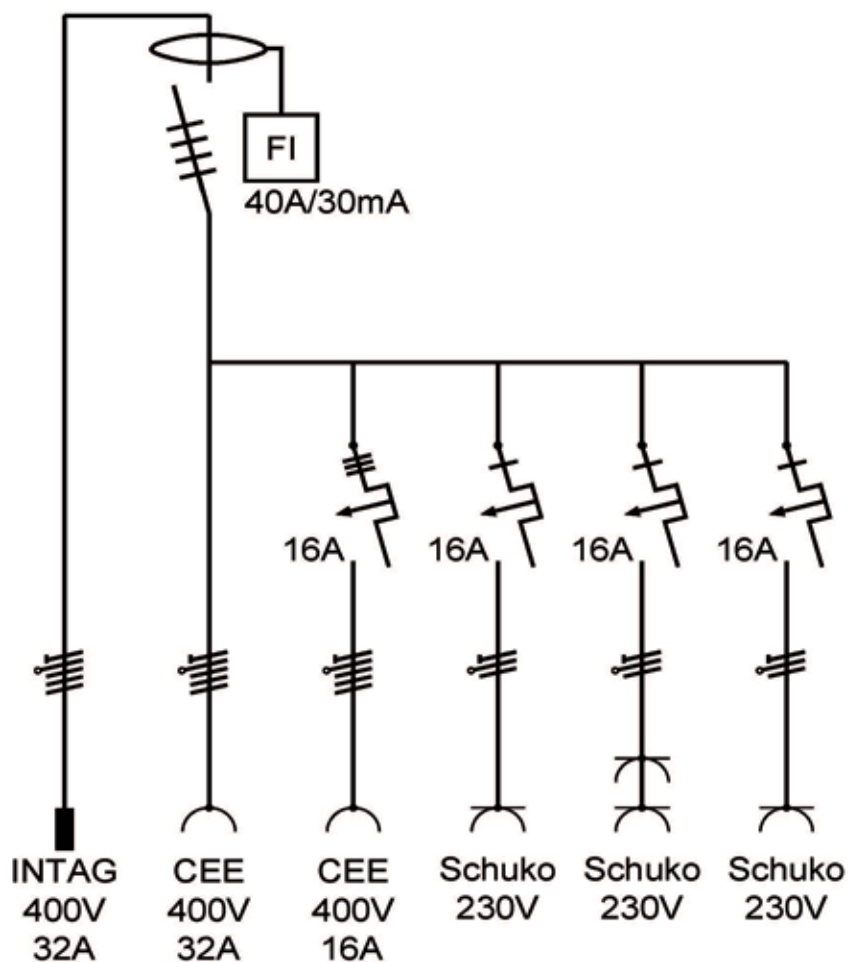 FI
40A/30mA
16A 16A 16A 16A
INTAG CEE CEE Schuko Schuko Schuko
400V 400V 400V 230V 230V 230V
32A 32A 16A